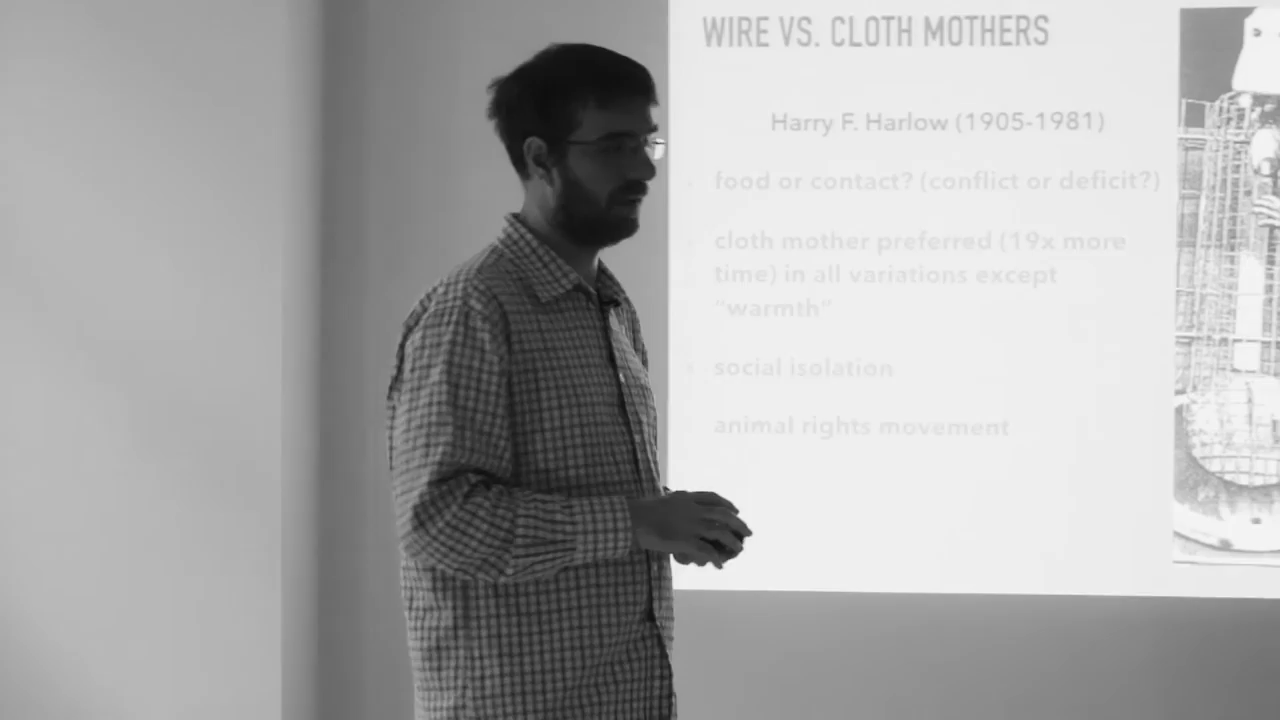 WIRE VS. CLOTH MOTHERS
Harry F. Harlow (1905-1981)
food or contact? (conflict or deficit?)
cloth mother preferred (19x more
time) in all variations except
"warmth"
social isolation
animal rights movement